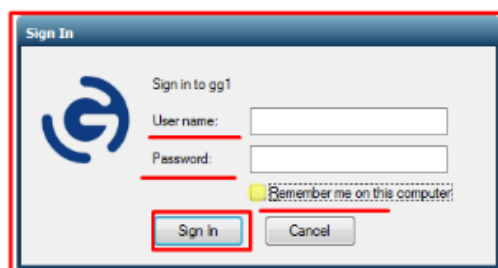 Sign In
Sign in to gg1
User name:
Password:
Remember me on this computer
Sign In
Cancel